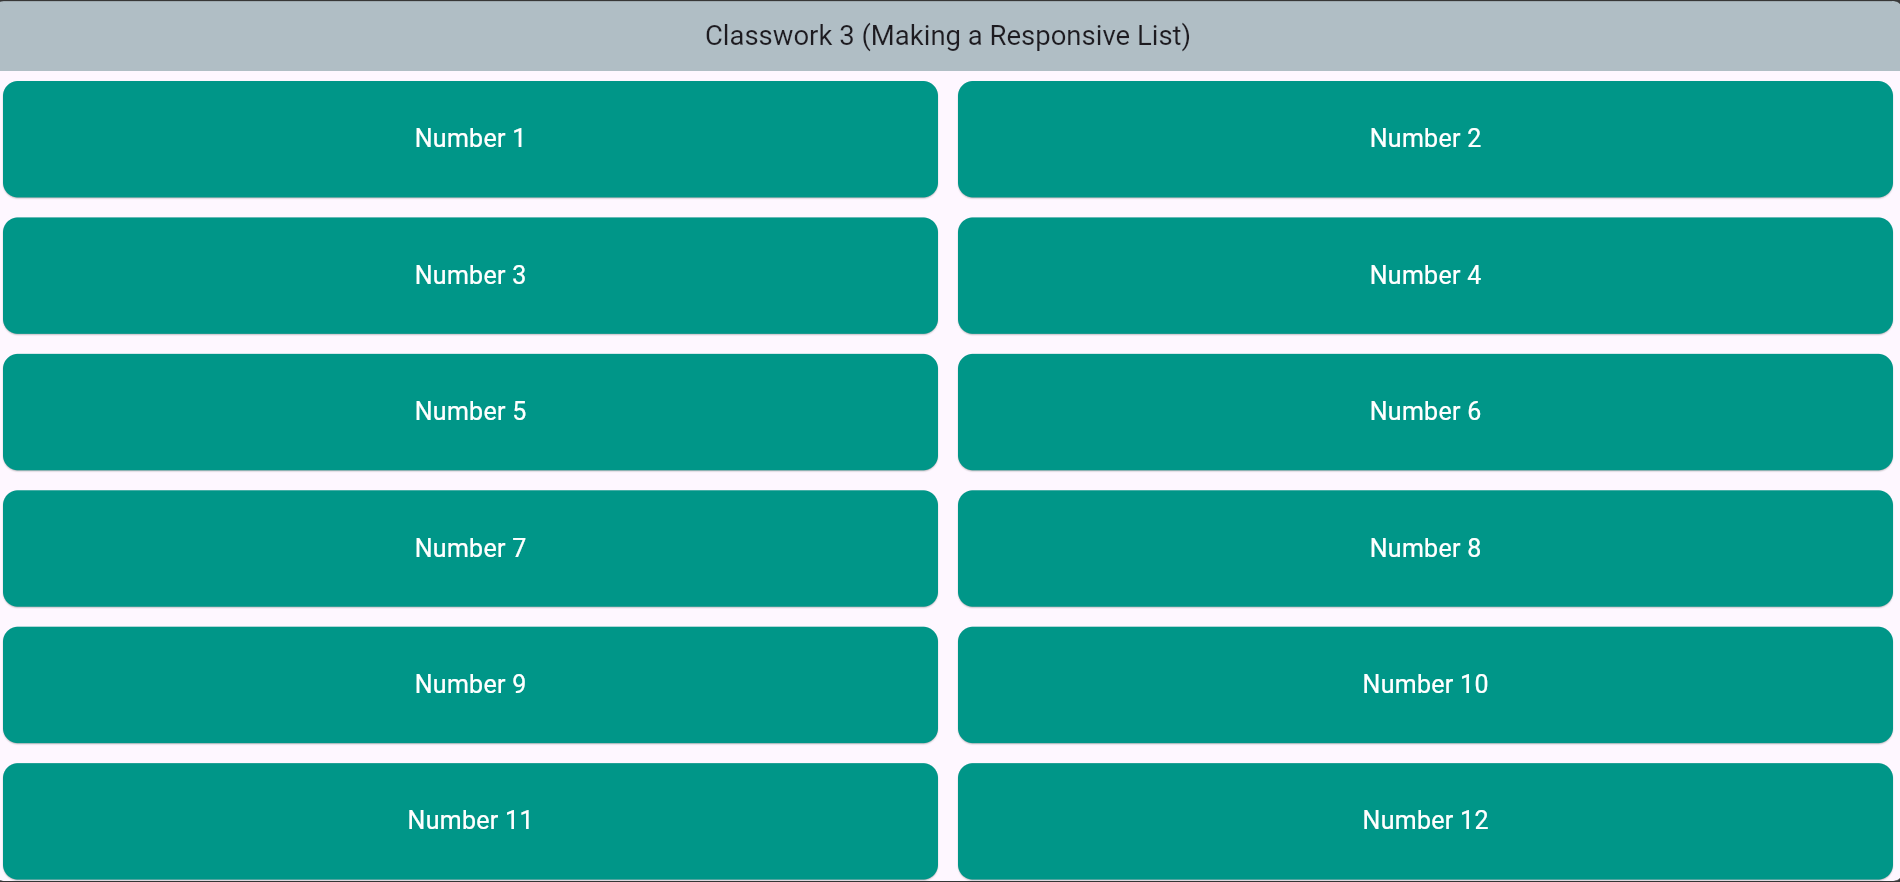 Classwork 3 (Making a Responsive List)
Number 1
Number 2
Number 3
Number 4
Number 5
Number 6
Number 7
Number 8
Number 9
Number 10
Number 11
Number 12